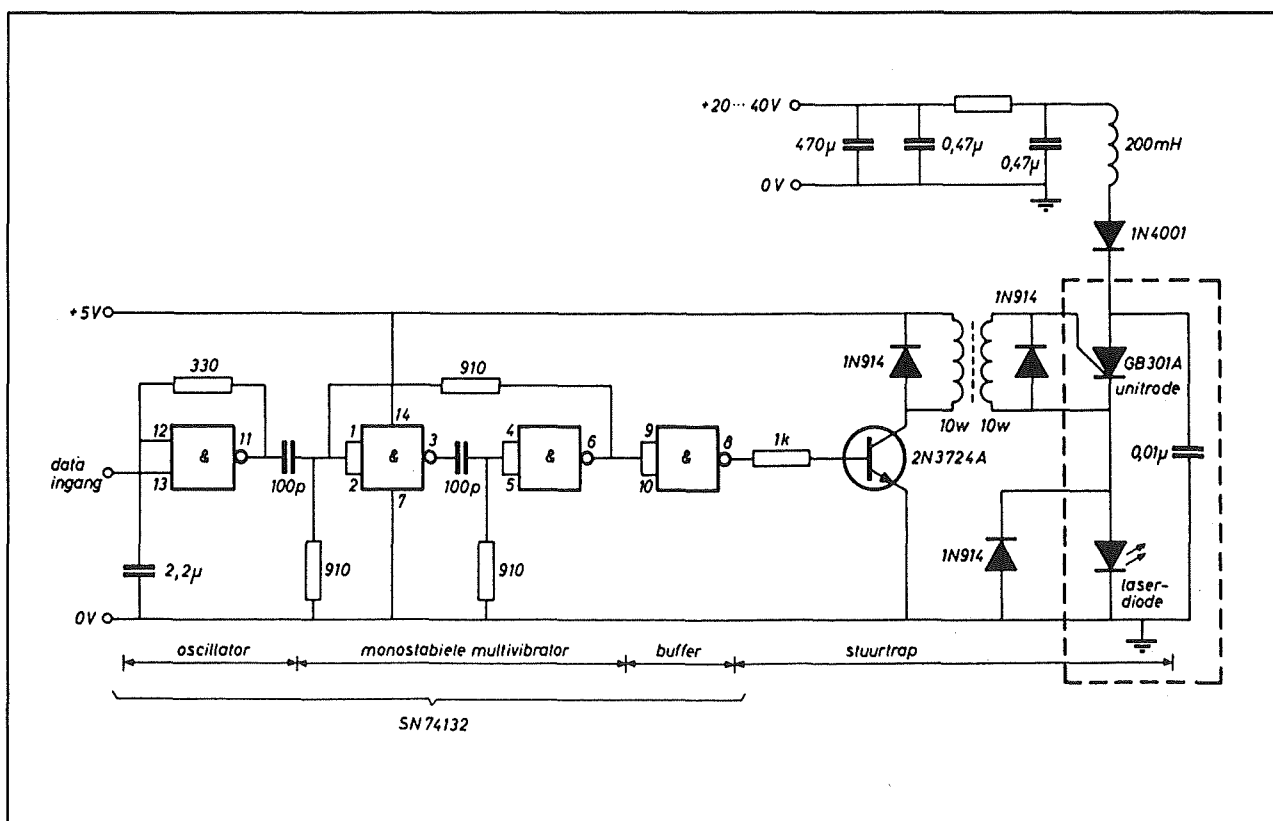 +20···40V
470µ
0,47µ
0,47µ
200mH
0V
1N4001
+5V
1N914
330
910
1N914
GB301A
unitrode
14
12
11
1
3
4
6
9
8
1k
10w
10w
&
&
&
&
data
ingang
13
100p
2
100p
5
10
2N3724A
0,01µ
7
2,2µ
910
910
1N914
laser-
diode
0V
oscillator
monostabiele multivibrator
buffer
stuurtrap
SN74132